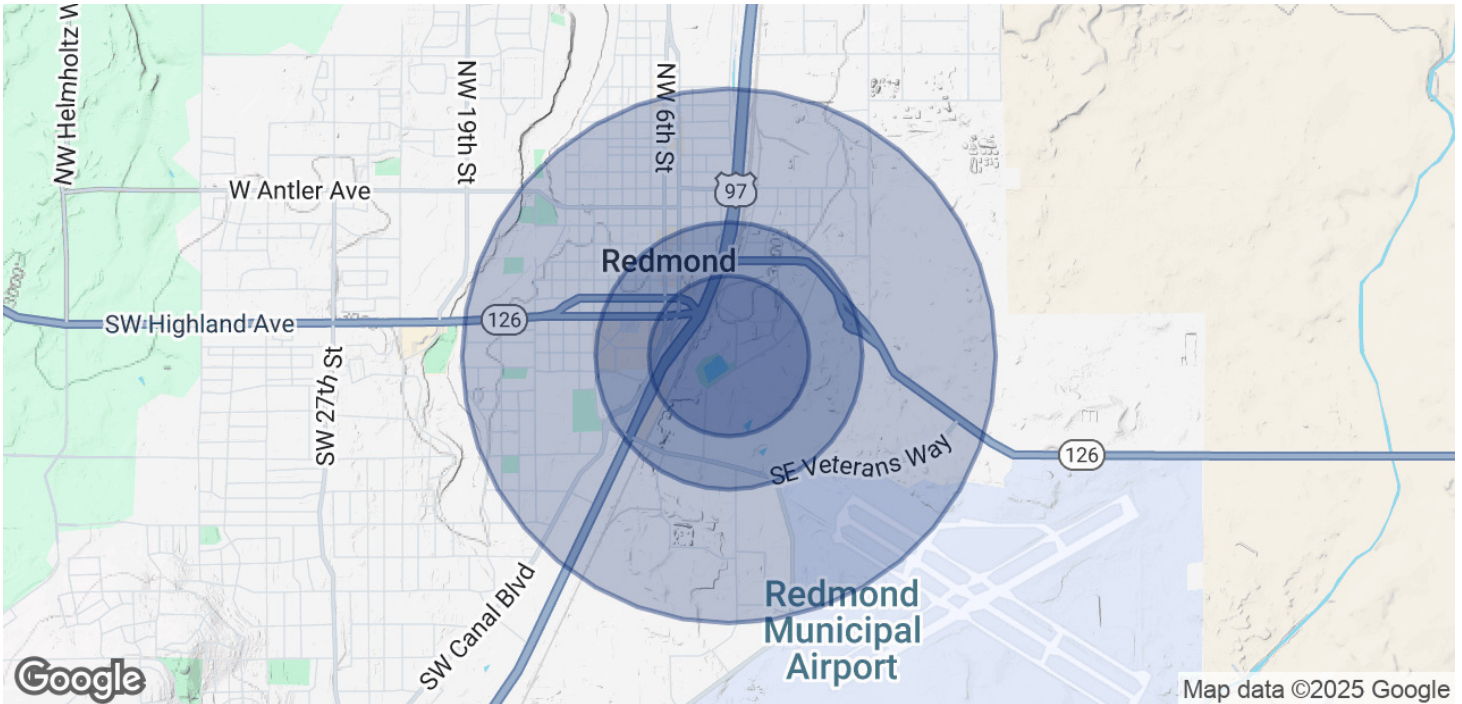 NW Helmholtz W
NW 19th St
NW 6th St
97
W Antler Ave
Redmond
SW Highland Ave
126
SW 27th St
SE Veterans Way
126
SW Canal Blvd
Redmond
Municipal
Airport
Google
Map data ©2025 Google